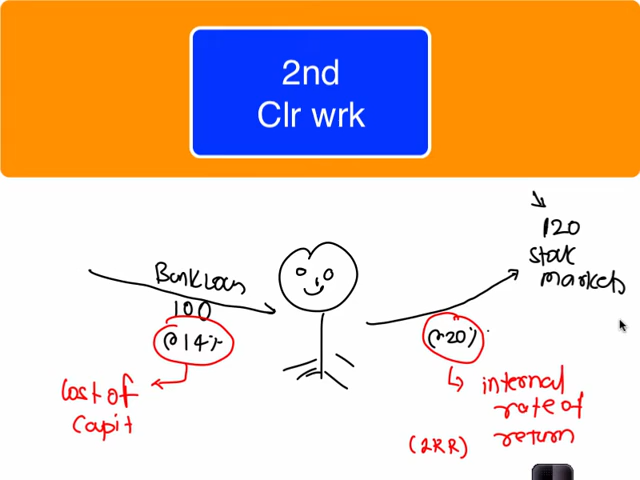 2nd
Clr wrk
120
Stock
markets
Bank loan
100
@14%
@20%
Cost of
Capit
internal
rate of
return
(IRR)